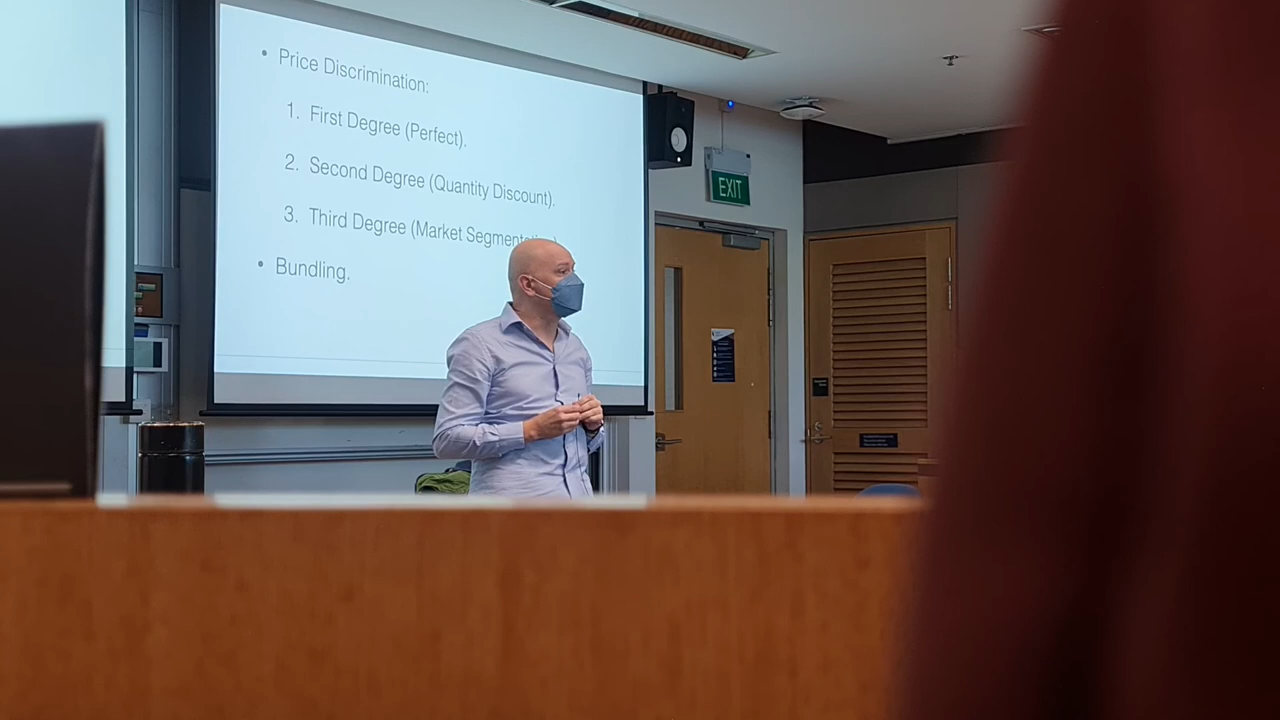 • Price Discrimination:
1. First Degree (Perfect).
2. Second Degree (Quantity Discount).
3. Third Degree (Market
• Bundling.
EXIT